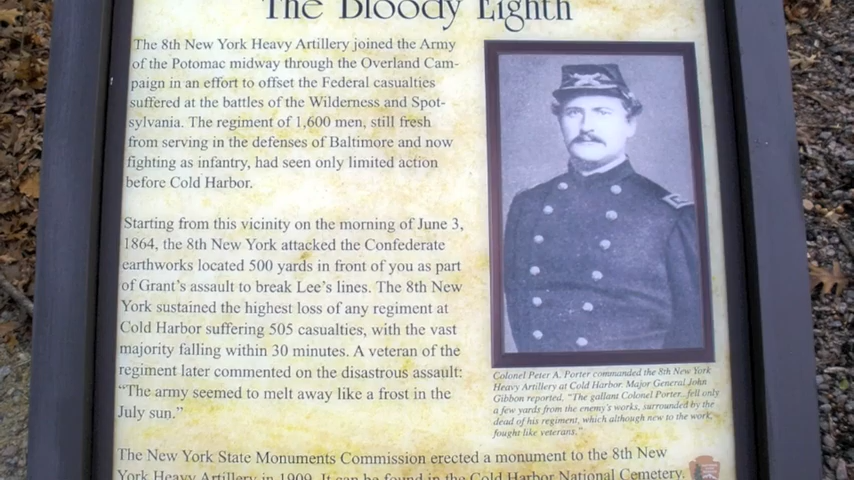 The Bloody Eighth
The 8th New York Heavy Artillery joined the Army
of the Potomac midway through the Overland Cam-
paign in an effort to offset the Federal casualties
suffered at the battles of the Wilderness and Spot-
sylvania. The regiment of 1,600 men, still fresh
from serving in the defenses of Baltimore and now
fighting as infantry, had seen only limited action
before Cold Harbor.
Starting from this vicinity on the morning of June 3,
1864, the 8th New York attacked the Confederate
earthworks located 500 yards in front of you as part
of Grant's assault to break Lee's lines. The 8th New
York sustained the highest loss of any regiment at
Cold Harbor suffering 505 casualties, with the vast
majority falling within 30 minutes. A veteran of the
regiment later commented on the disastrous assault:
“The army seemed to melt away like a frost in the
July sun.”
Colonel Peter A. Porter commanded the 8th New York
Heavy Artillery at Cold Harbor. Major General John
Gibbon reported, “The gallant Colonel Porter...fell only
a few yards from the enemy's works, surrounded by the
dead of his regiment, which although new to the work,
fought like veterans.”
The New York State Monuments Commission erected a monument to the 8th New
York Heavy Artillery in 1909. It can be found in the Cold Harbor National Cemetery.